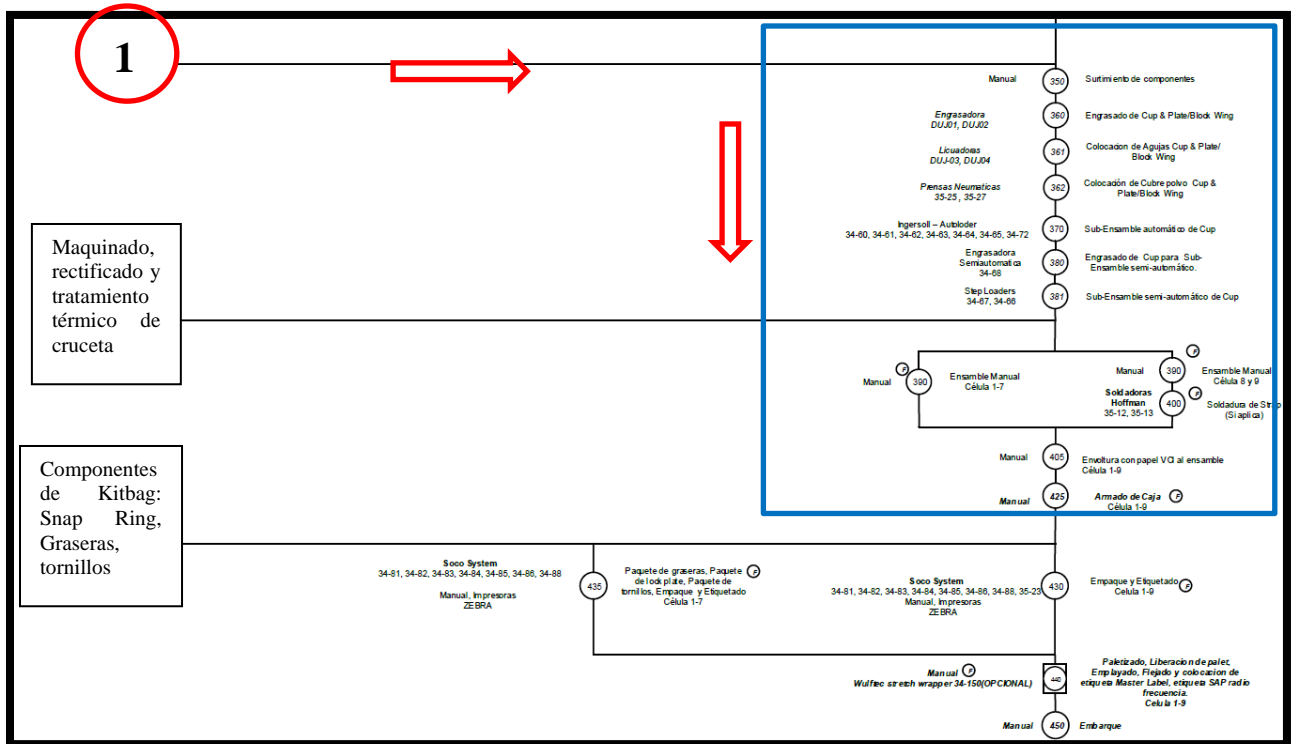 1
Manual
350
Surtimiento de componentes
Engrasadora
DUJ01, DUJ02
360
Engrasado de Cup & Plate/Block Wing
Licuadoras
DUJ-03, DUJ04
361
Colocacion de Agujas Cup & Plate/
Block Wing
Prensas Neumaticas
35-25 , 35-27
362
Colocación de Cubre polvo Cup &
Plate/Block Wing
Ingersoll – Autoloder
34-60, 34-61, 34-62, 34-63, 34-64, 34-65, 34-72
370
Sub-Ensamble automático de Cup
Engrasadora
Semiautomatica
34-68
380
Engrasado de Cup para Sub-
Ensamble semi-automático.
Step Loaders
34-67, 34-66
381
Sub-Ensamble semi-automático de Cup
Maquinado,
rectificado y
tratamiento
térmico de
cruceta
Manual
F
390
Ensamble Manual
Célula 1-7
Manual
F
390
Ensamble Manual
Célula 8 y 9
Soldadoras
Hoffman
35-12, 35-13
400
F
Soldadura de Strap
(Si aplica)
Manual
405
Envoltura con papel VCI al ensamble
Célula 1-9
Manual
425
Armado de Caja F
Célula 1-9
Componentes
de Kitbag:
Snap Ring,
Graseras,
tornillos
Soco System
34-81, 34-82, 34-83, 34-84, 34-85, 34-86, 34-88
Manual, Impresoras
ZEBRA
435
Paquete de graseras, Paquete F
de lock plate, Paquete de
tornillos, Empaque y Etiquetado
Célula 1-7
Soco System
34-81, 34-82, 34-83, 34-84, 34-85, 34-86, 34-88, 35-23
Manual, Impresoras
ZEBRA
430
Empaque y Etiquetado F
Celula 1-9
Manual F
Wulftec stretch wrapper 34-150(OPCIONAL)
440
Paletizado, Liberacion de palet,
Emplayado, Flejado y colocacion de
etiqueta Master Label, etiqueta SAP radio
frecuencia.
Celula 1-9
Manual
450
Embarque